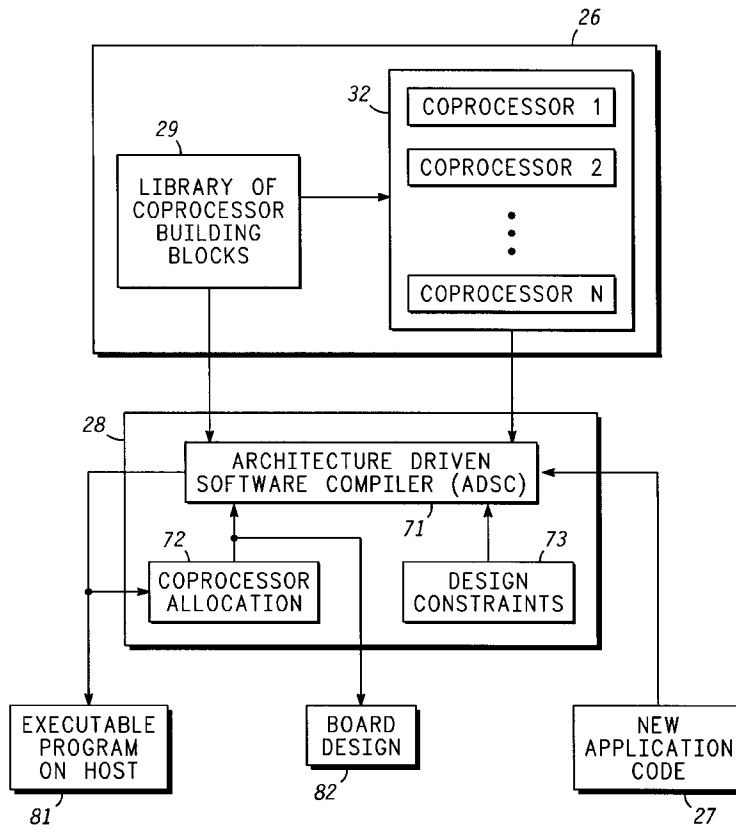 26
32
COPROCESSOR 1
29
LIBRARY OF
COPROCESSOR
BUILDING
BLOCKS
COPROCESSOR 2
COPROCESSOR N
28
ARCHITECTURE DRIVEN
SOFTWARE COMPILER (ADSC)
71
72
COPROCESSOR
ALLOCATION
73
DESIGN
CONSTRAINTS
EXECUTABLE
PROGRAM
ON HOST
81
BOARD
DESIGN
82
NEW
APPLICATION
CODE
27